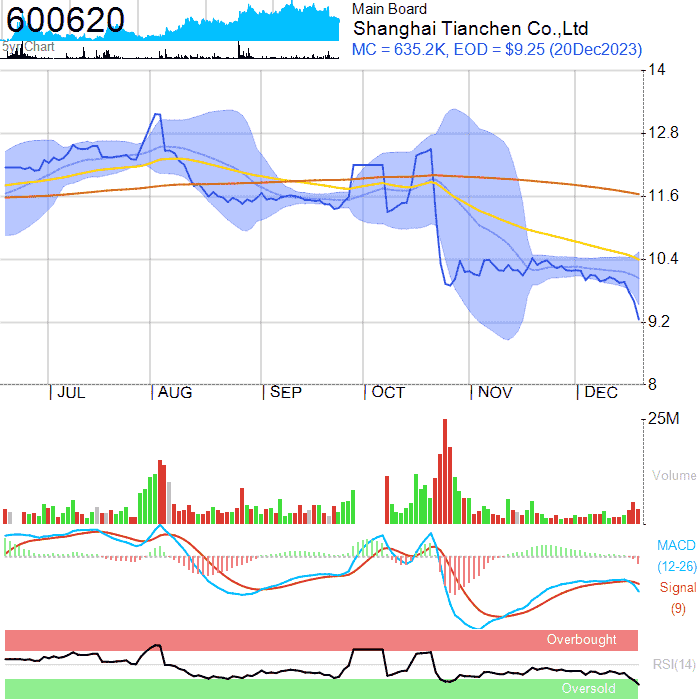 600620
5yr Chart
Main Board
Shanghai Tianchen Co.,Ltd
MC = 635.2K, EOD = $9.25 (20Dec2023)
14
12.8
11.6
10.4
9.2
8
JUL AUG SEP OCT NOV DEC
25M
Volume
MACD
(12-26)
Signal
(9)
Overbought
RSI(14)
Oversold